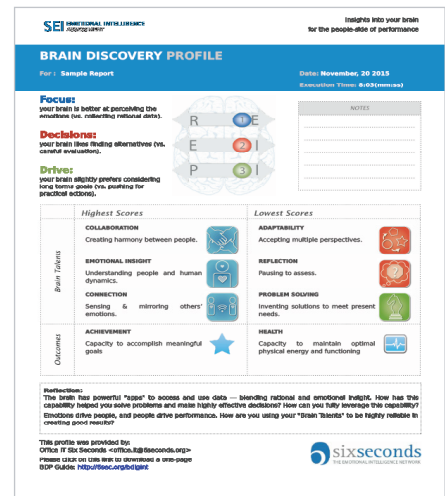 SEI EMOTIONAL INTELLIGENCE
Insights into your brain
for the people-side of performance
BRAIN DISCOVERY PROFILE
For : Sample Report
Date: November, 20 2015
Execution Time: 8:03(mm:ss)
Focus:
your brain is better at perceiving the
emotions (vs. collecting rational data).
Decisions:
your brain likes finding alternatives (vs.
careful evaluation).
Drive:
your brain slightly prefers considering
long terms goals (vs. pushing for
practical actions).
R 1 E
E 2 I
P 3 I
NOTES
Highest Scores
Lowest Scores
Brain Talents
COLLABORATION
Creating harmony between people.
ADAPTABILITY
Accepting multiple perspectives.
EMOTIONAL INSIGHT
Understanding people and human
dynamics.
REFLECTION
Pausing to assess.
CONNECTION
Sensing & mirroring others'
emotions.
PROBLEM SOLVING
Inventing solutions to meet present
needs.
Outcomes
ACHIEVEMENT
Capacity to accomplish meaningful
goals
HEALTH
Capacity to maintain optimal
physical energy and functioning
Reflection:
The brain has powerful "apps" to access and use data — blending rational and emotional insight. How has this
capability helped you solve problems and make highly effective decisions? How can you fully leverage this capability?
Emotions drive people, and people drive performance. How are you using your "Brain Talents" to be highly reliable in
creating good results?
This profile was provided by:
Office IT Six Seconds <office.it@6seconds.org>
Please click on this link to download a one-page
BDP Guide: http://6sec.org/bdigint
sixseconds
THE EMOTIONAL INTELLIGENCE NETWORK